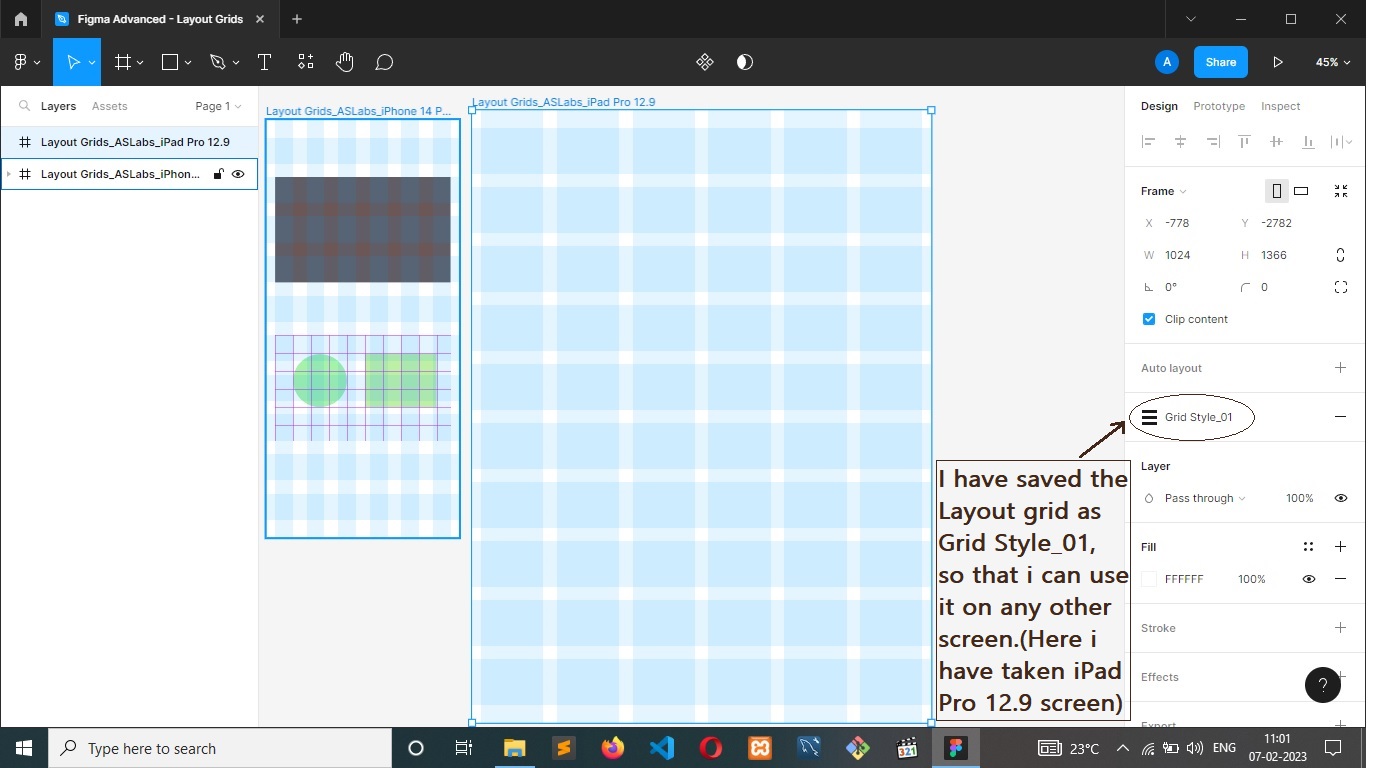 Figma Advanced - Layout Grids
A
Share
45%
Layers Assets Page 1
Layout Grids_ASLabs_iPad Pro 12.9
Layout Grids_ASLabs_iPhon...
Layout Grids_ASLabs_iPhone 14 P...
Layout Grids_ASLabs_iPad Pro 12.9
Design Prototype Inspect
Frame
X -778 Y -2782
W 1024 H 1366
0° 0
Clip content
Auto layout
Grid Style_01
Layer
Pass through 100%
Fill
FFFFFF 100%
Stroke
Effects
?
Export
I have saved the
Layout grid as
Grid Style_01,
so that i can use
it on any other
screen.(Here i
have taken iPad
Pro 12.9 screen)
Type here to search
321
23°C
ENG
11:01
07-02-2023